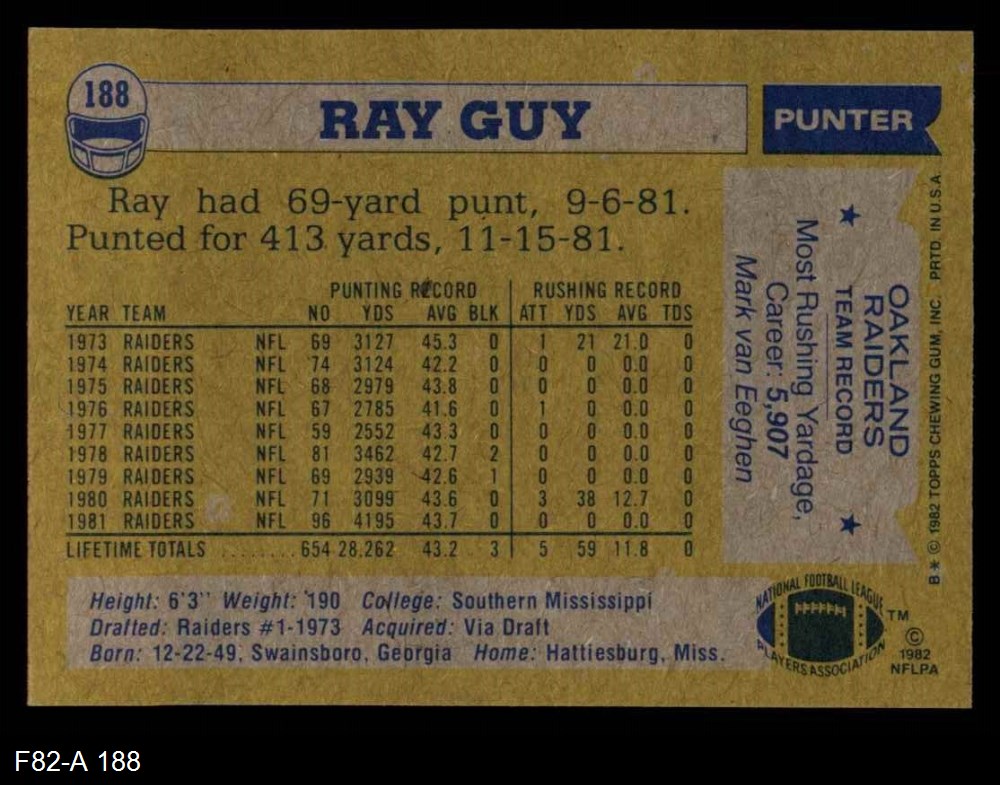 188
RAY GUY
PUNTER
Ray had 69-yard punt, 9-6-81.
Punted for 413 yards, 11-15-81.
PUNTING RECORD RUSHING RECORD
YEAR TEAM NO YDS AVG BLK ATT YDS AVG TDS
1973 RAIDERS NFL 69 3127 45.3 0 1 21 21.0 0
1974 RAIDERS NFL 74 3124 42.2 0 0 0 0.0 0
1975 RAIDERS NFL 68 2979 43.8 0 0 0 0.0 0
1976 RAIDERS NFL 67 2785 41.6 0 1 0 0.0 0
1977 RAIDERS NFL 59 2552 43.3 0 0 0 0.0 0
1978 RAIDERS NFL 81 3462 42.7 2 0 0 0.0 0
1979 RAIDERS NFL 69 2939 42.6 1 0 0 0.0 0
1980 RAIDERS NFL 71 3099 43.6 0 3 38 12.7 0
1981 RAIDERS NFL 96 4195 43.7 0 0 0 0.0 0
LIFETIME TOTALS ........ 654 28,262 43.2 3 5 59 11.8 0
OAKLAND
RAIDERS
TEAM RECORD
Most Rushing Yardage,
Career: 5,907
Mark van Eeghen
B* © 1982 TOPPS CHEWING GUM, INC. PRTD. IN U.S.A.
Height: 6'3" Weight: 190 College: Southern Mississippi
Drafted: Raiders #1-1973 Acquired: Via Draft
Born: 12-22-49, Swainsboro, Georgia Home: Hattiesburg, Miss.
NATIONAL FOOTBALL LEAGUE
PLAYERS ASSOCIATION
TM
©
1982
NFLPA
F82-A 188